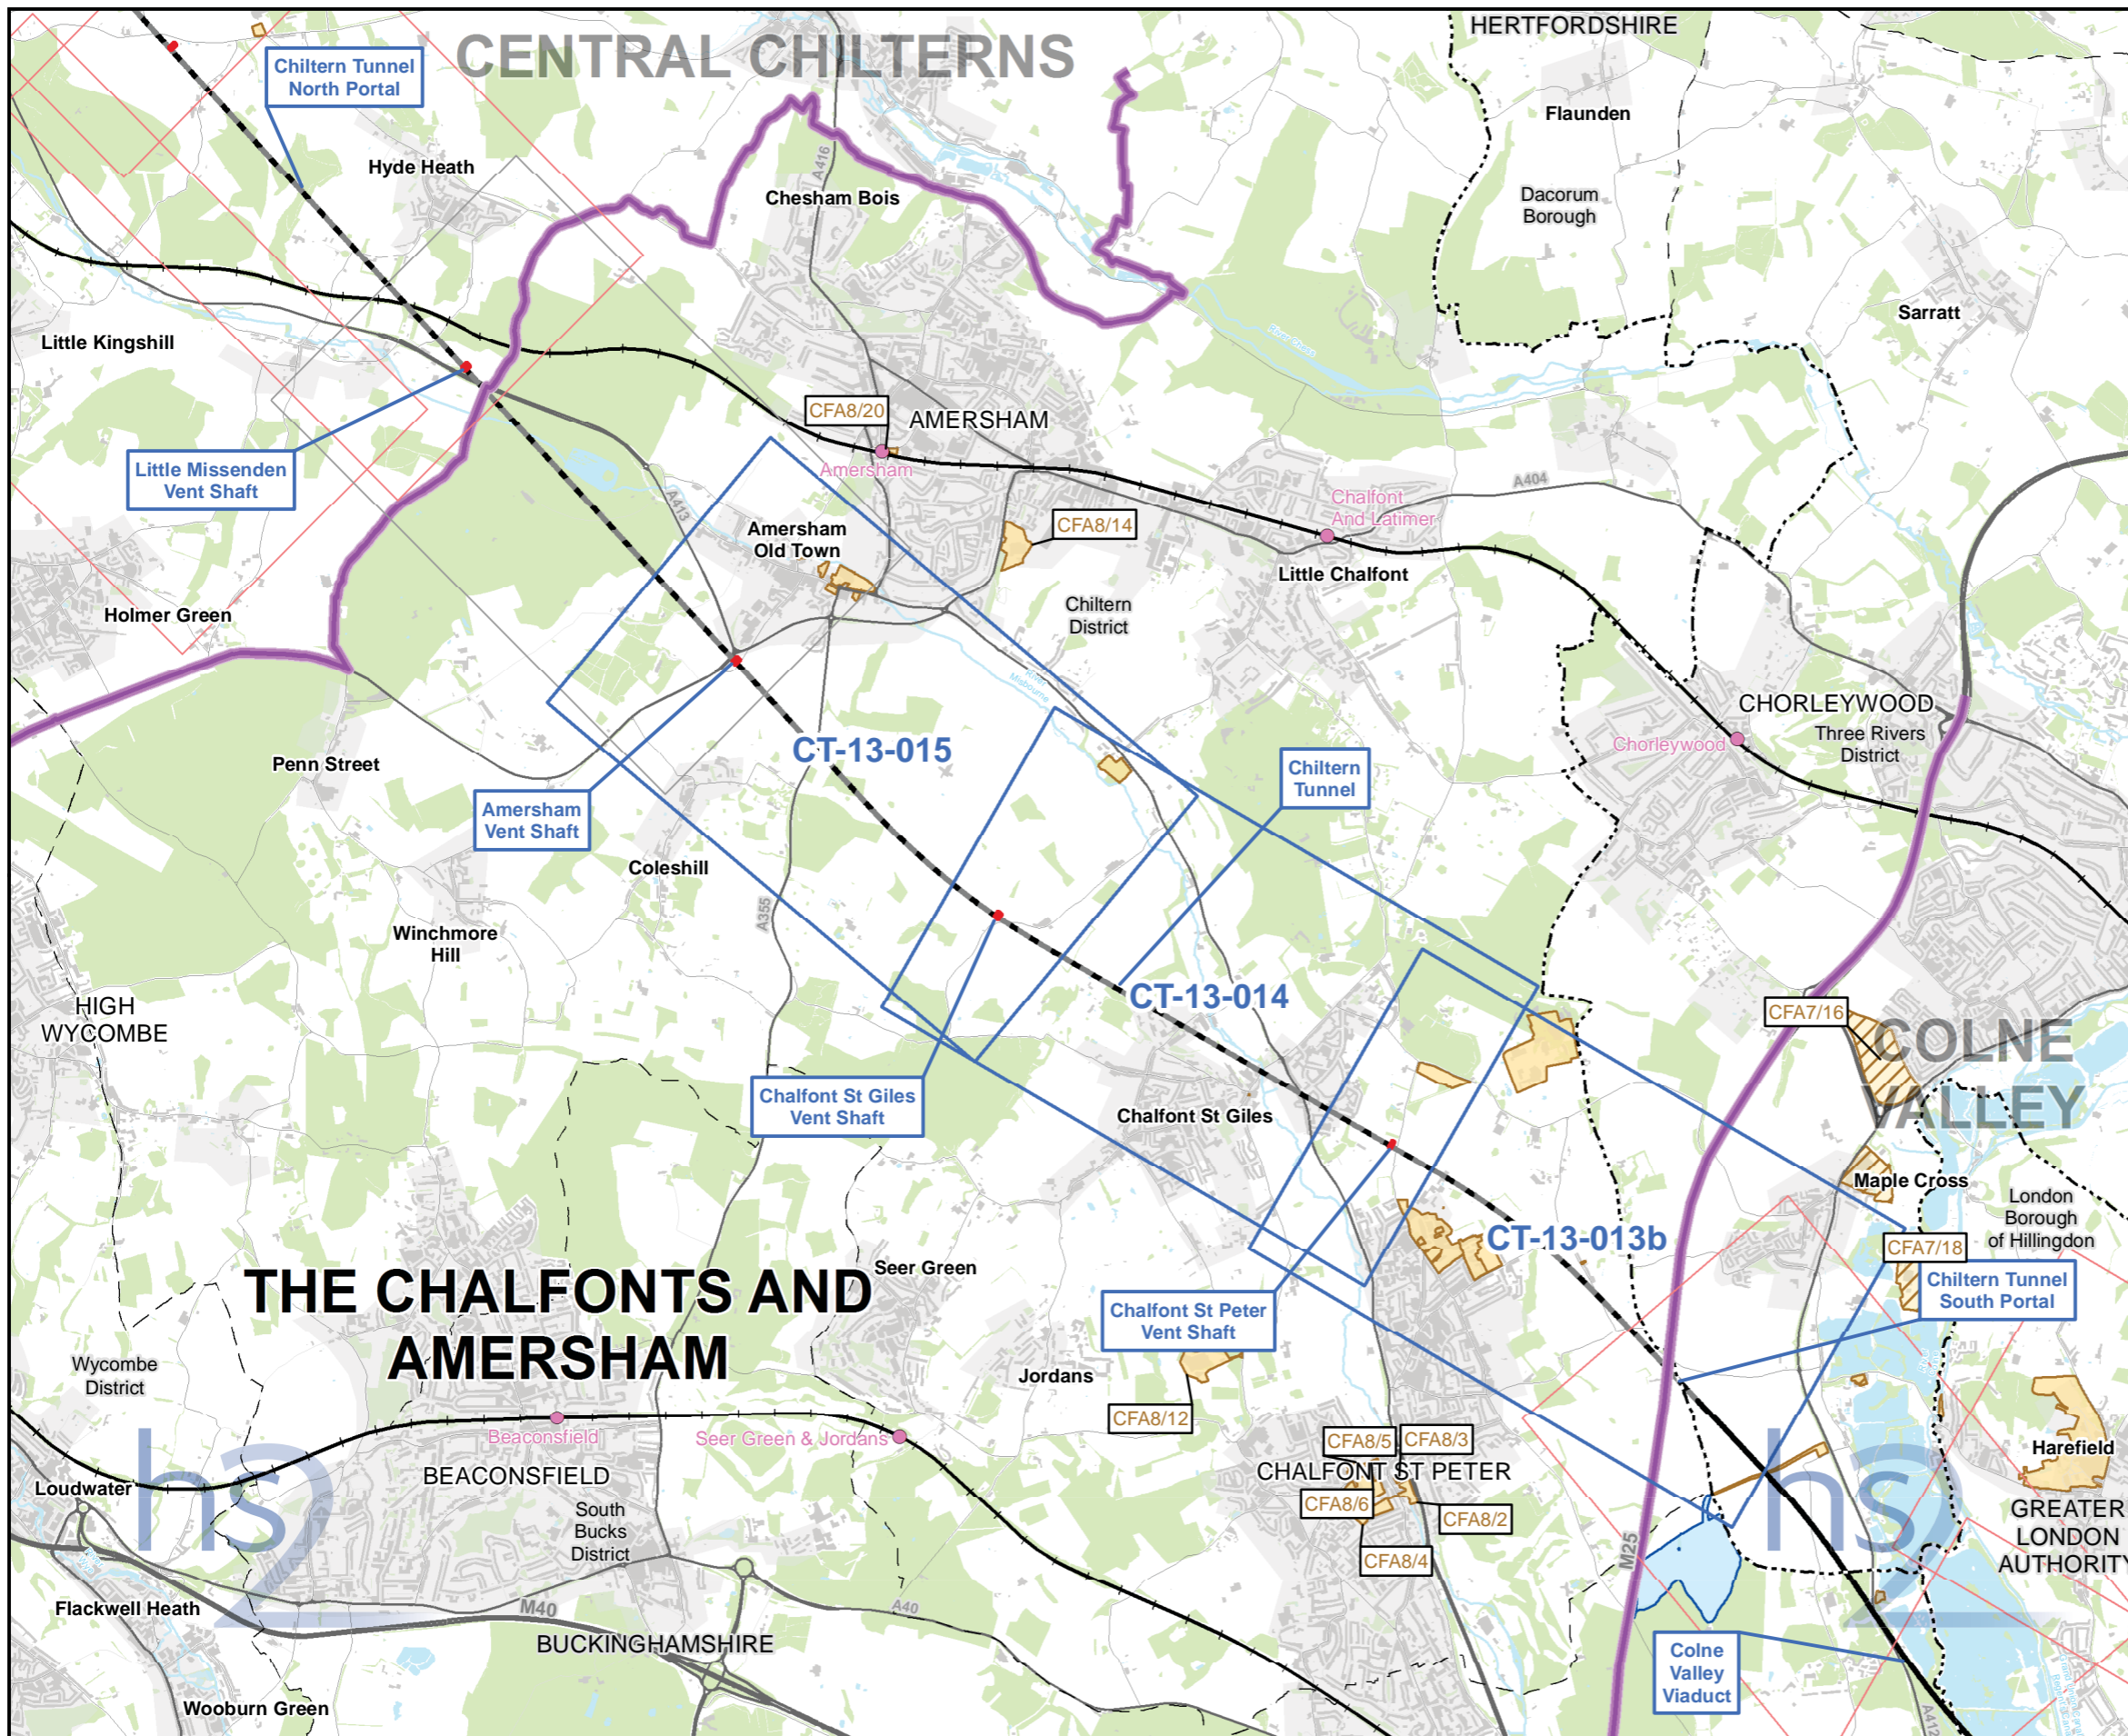 HERTFORDSHIRE
CENTRAL CHILTERNS
Chiltern Tunnel
North Portal
Flaunden
Hyde Heath
A416
Chesham Bois
Dacorum
Borough
Sarratt
Little Kingshill
River Chess
CFA8/20
AMERSHAM
Amersham
Little Missenden
Vent Shaft
A413
A404
Chalfont
And Latimer
CFA8/14
Amersham
Old Town
Little Chalfont
Holmer Green
Chiltern
District
River
Misbourne
CHORLEYWOOD
Three Rivers
District
Chorleywood
CT-13-015
Penn Street
Chiltern
Tunnel
Amersham
Vent Shaft
Coleshill
A355
Winchmore
Hill
CT-13-014
HIGH
WYCOMBE
CFA7/16
COLNE
VALLEY
Chalfont St Giles
Vent Shaft
Chalfont St Giles
Maple Cross
London
Borough
of Hillingdon
CT-13-013b
CFA7/18
Seer Green
THE CHALFONTS AND
AMERSHAM
Chiltern Tunnel
South Portal
Chalfont St Peter
Vent Shaft
Wycombe
District
Jordans
CFA8/12
Beaconsfield
Seer Green & Jordans
CFA8/5
CFA8/3
Harefield
BEACONSFIELD
CHALFONT ST PETER
hs2
hs2
Loudwater
CFA8/6
CFA8/2
South
Bucks
District
GREATER
LONDON
AUTHORITY
M25
CFA8/4
Flackwell Heath
M40
A40
BUCKINGHAMSHIRE
Colne
Valley
Viaduct
Wooburn Green